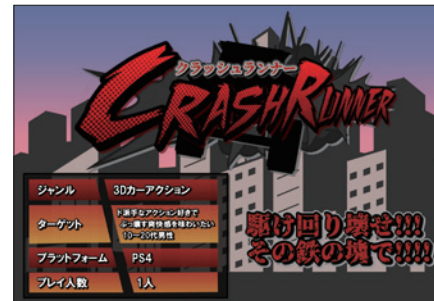 クラッシュランナー
CRASHRUNNER
ジャンル 3Dカーアクション
ターゲット ド派手なアクション好きで
ぶっ壊す爽快感を味わいたい
10~20代男性
プラットフォーム PS4
プレイ人数 1人
駆け回り壊せ!!!
その鉄の塊で!!!!